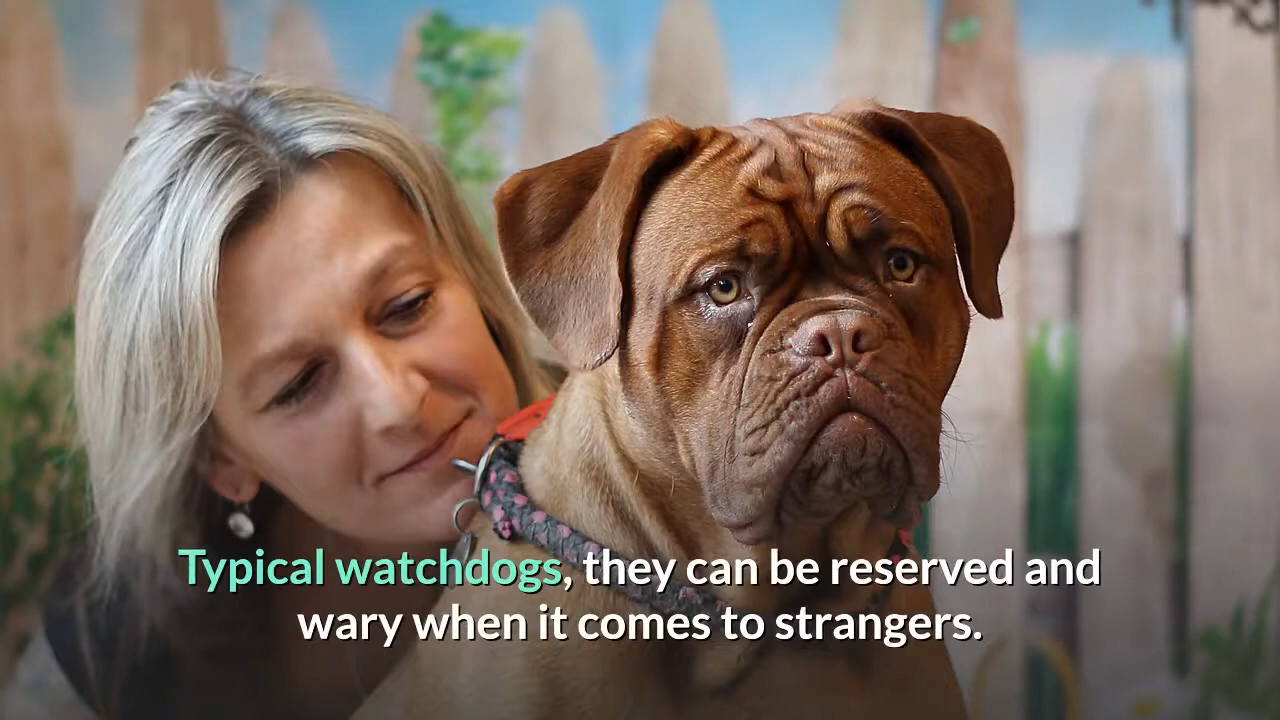 Typical watchdogs, they can be reserved and
wary when it comes to strangers.